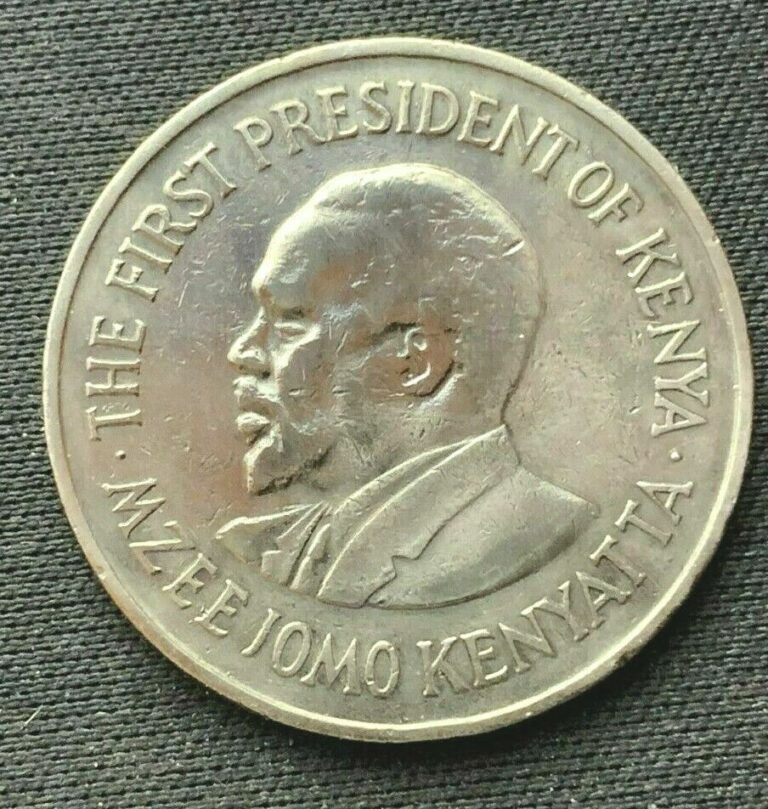 · THE FIRST PRESIDENT OF KENYA ·
MZEE JOMO KENYATTA